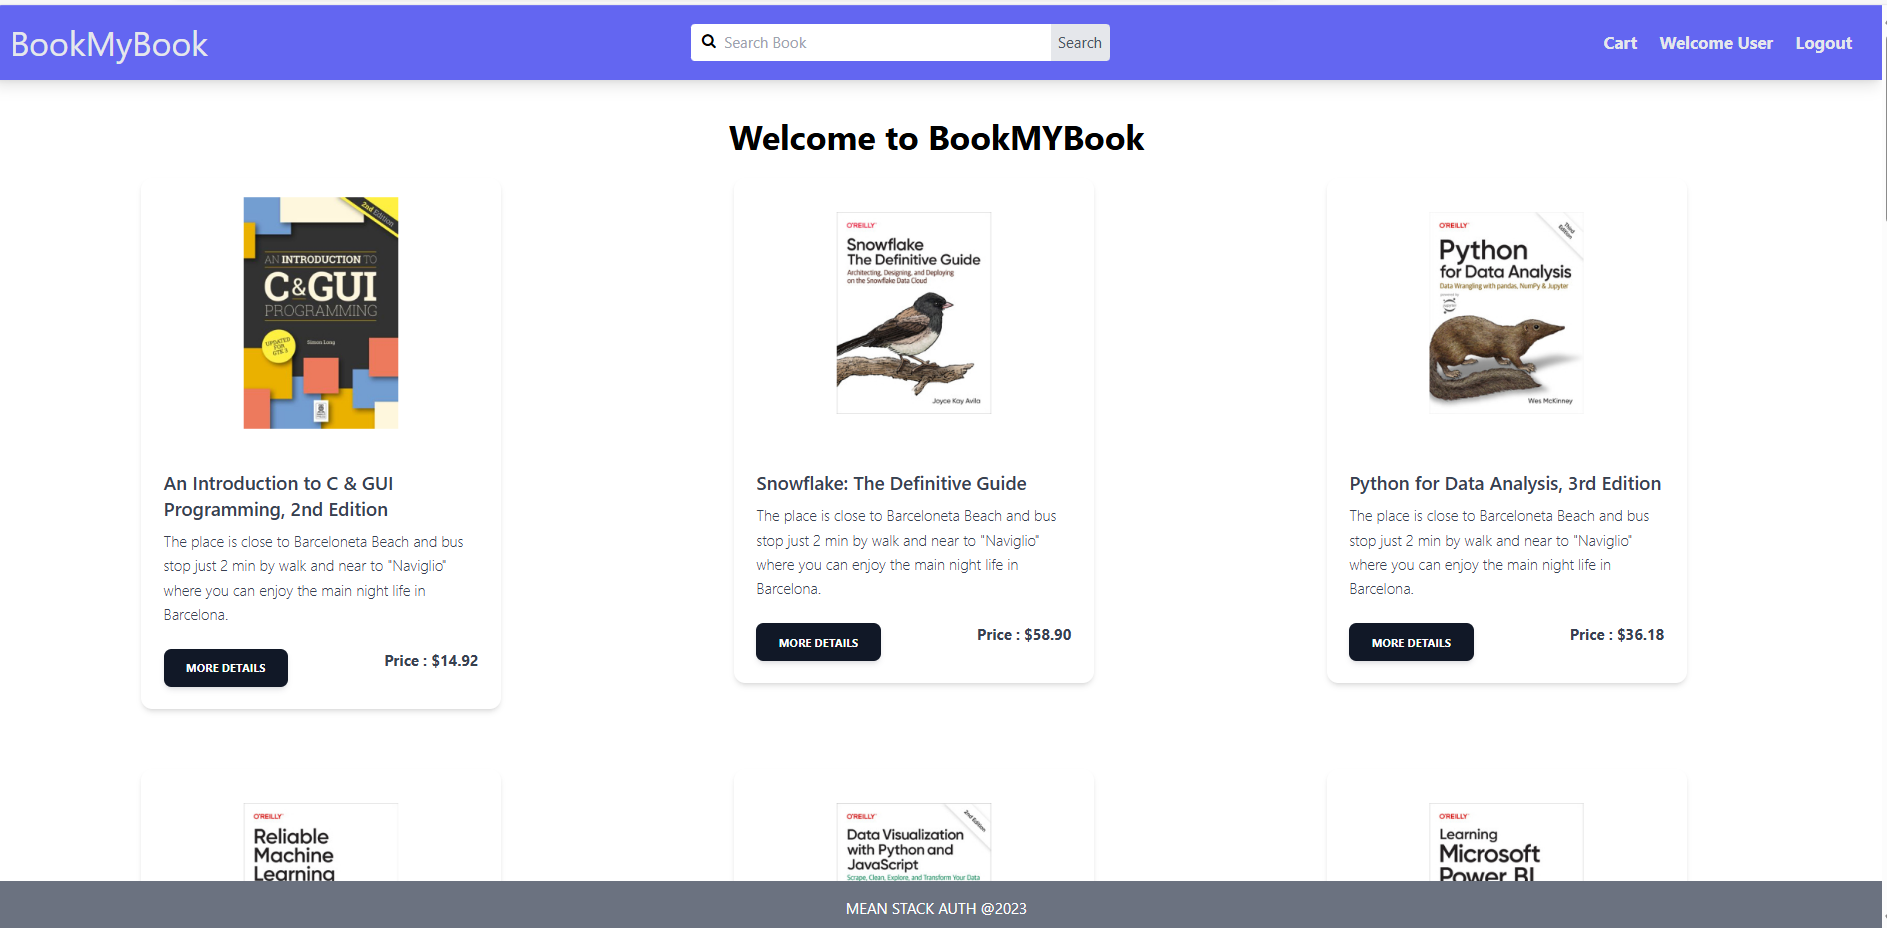 BookMyBook
Search Book
Search
Cart
Welcome User
Logout
Welcome to BookMYBook
2nd Edition
AN INTRODUCTION TO
C & GUI
PROGRAMMING
UPDATED
FOR
GTK 3
Simon Long
An Introduction to C & GUI
Programming, 2nd Edition
The place is close to Barceloneta Beach and bus
stop just 2 min by walk and near to "Naviglio"
where you can enjoy the main night life in
Barcelona.
MORE DETAILS
Price : $14.92
O'REILLY
Snowflake
The Definitive Guide
Architecting, Designing, and Deploying
on the Snowflake Data Cloud
Joyce Kay Avila
Snowflake: The Definitive Guide
The place is close to Barceloneta Beach and bus
stop just 2 min by walk and near to "Naviglio"
where you can enjoy the main night life in
Barcelona.
MORE DETAILS
Price : $58.90
O'REILLY
Third
Edition
Python
for Data Analysis
Data Wrangling with pandas, NumPy & Jupyter
powered by
Wes McKinney
Python for Data Analysis, 3rd Edition
The place is close to Barceloneta Beach and bus
stop just 2 min by walk and near to "Naviglio"
where you can enjoy the main night life in
Barcelona.
MORE DETAILS
Price : $36.18
O'REILLY
Reliable
Machine
Learning
O'REILLY
2nd Edition
Data Visualization
with Python and
JavaScript
Scrape, Clean, Explore, and Transform Your Data
O'REILLY
Learning
Microsoft
Power BI
MEAN STACK AUTH @2023